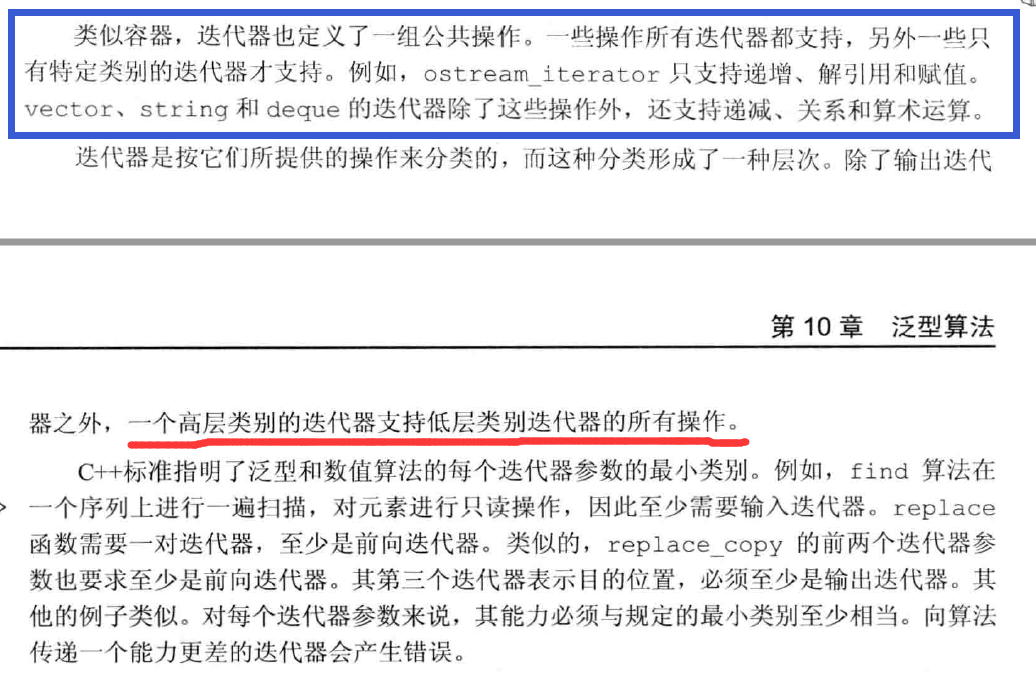 类似容器，迭代器也定义了一组公共操作。一些操作所有迭代器都支持，另外一些只
有特定类别的迭代器才支持。例如，ostream_iterator 只支持递增、解引用和赋值。
vector、string 和 deque 的迭代器除了这些操作外，还支持递减、关系和算术运算。
迭代器是按它们所提供的操作来分类的，而这种分类形成了一种层次。除了输出迭代
第 10 章 泛型算法
器之外，一个高层类别的迭代器支持低层类别迭代器的所有操作。
C++标准指明了泛型和数值算法的每个迭代器参数的最小类别。例如，find 算法在
一个序列上进行一遍扫描，对元素进行只读操作，因此至少需要输入迭代器。replace
函数需要一对迭代器，至少是前向迭代器。类似的，replace_copy 的前两个迭代器参
数也要求至少是前向迭代器。其第三个迭代器表示目的位置，必须至少是输出迭代器。其
他的例子类似。对每个迭代器参数来说，其能力必须与规定的最小类别至少相当。向算法
传递一个能力更差的迭代器会产生错误。